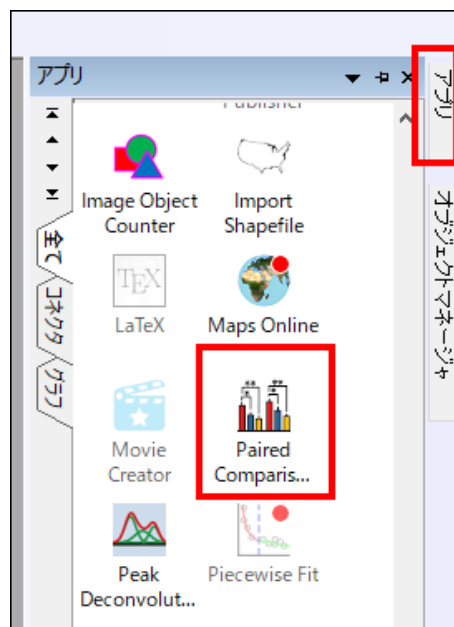 アプリ
Publisher
Image Object
Counter
Import
Shapefile
TEX
LaTeX
Maps Online
Movie
Creator
**
**
*
*
Paired
Comparis...
Peak
Deconvolut...
Piecewise Fit
全て
コネクタ
グラフ
アプリ
オブジェクトマネージャ